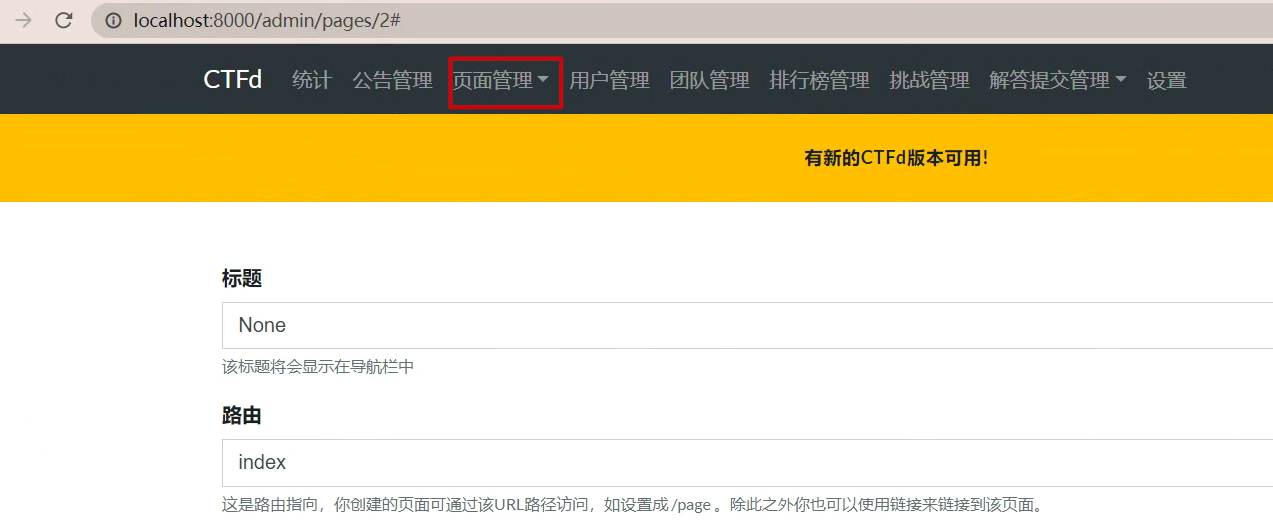 localhost:8000/admin/pages/2#
CTFd 统计 公告管理 页面管理 用户管理 团队管理 排行榜管理 挑战管理 解答提交管理 设置
有新的CTFd版本可用!
标题
None
该标题将会显示在导航栏中
路由
index
这是路由指向，你创建的页面可通过该URL路径访问，如设置成 /page 。除此之外你也可以使用链接来链接到该页面。